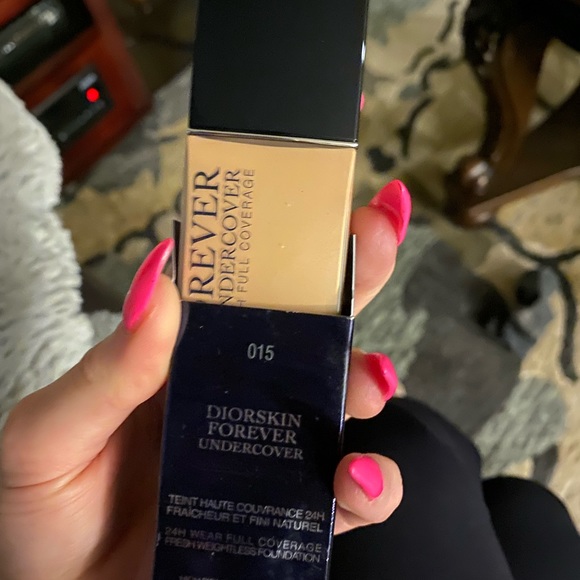 REVER
NDERCOVER
H FULL COVERAGE
015
DIORSKIN
FOREVER
UNDERCOVER
TEINT HAUTE COUVRANCE 24H
FRAÎCHEUR ET FINI NATUREL
24H WEAR FULL COVERAGE
FRESH WEIGHTLESS FOUNDATION